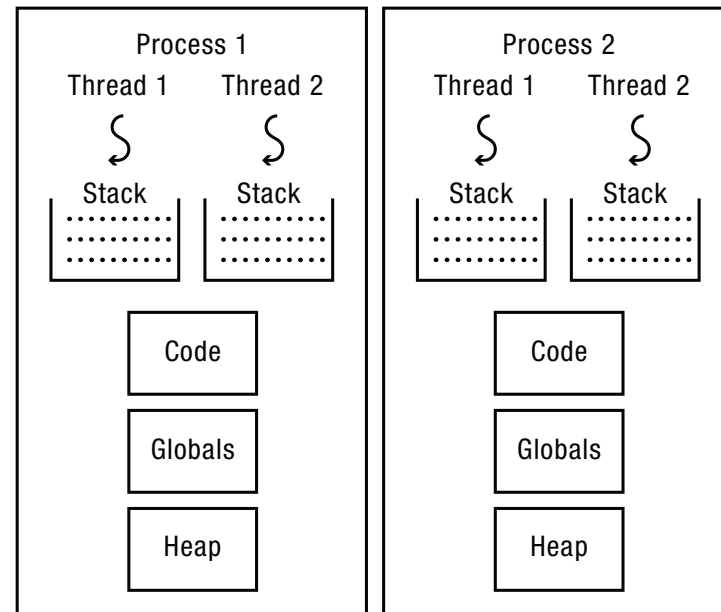 Process 1
Thread 1 Thread 2
Stack Stack
Code
Globals
Heap
Process 2
Thread 1 Thread 2
Stack Stack
Code
Globals
Heap